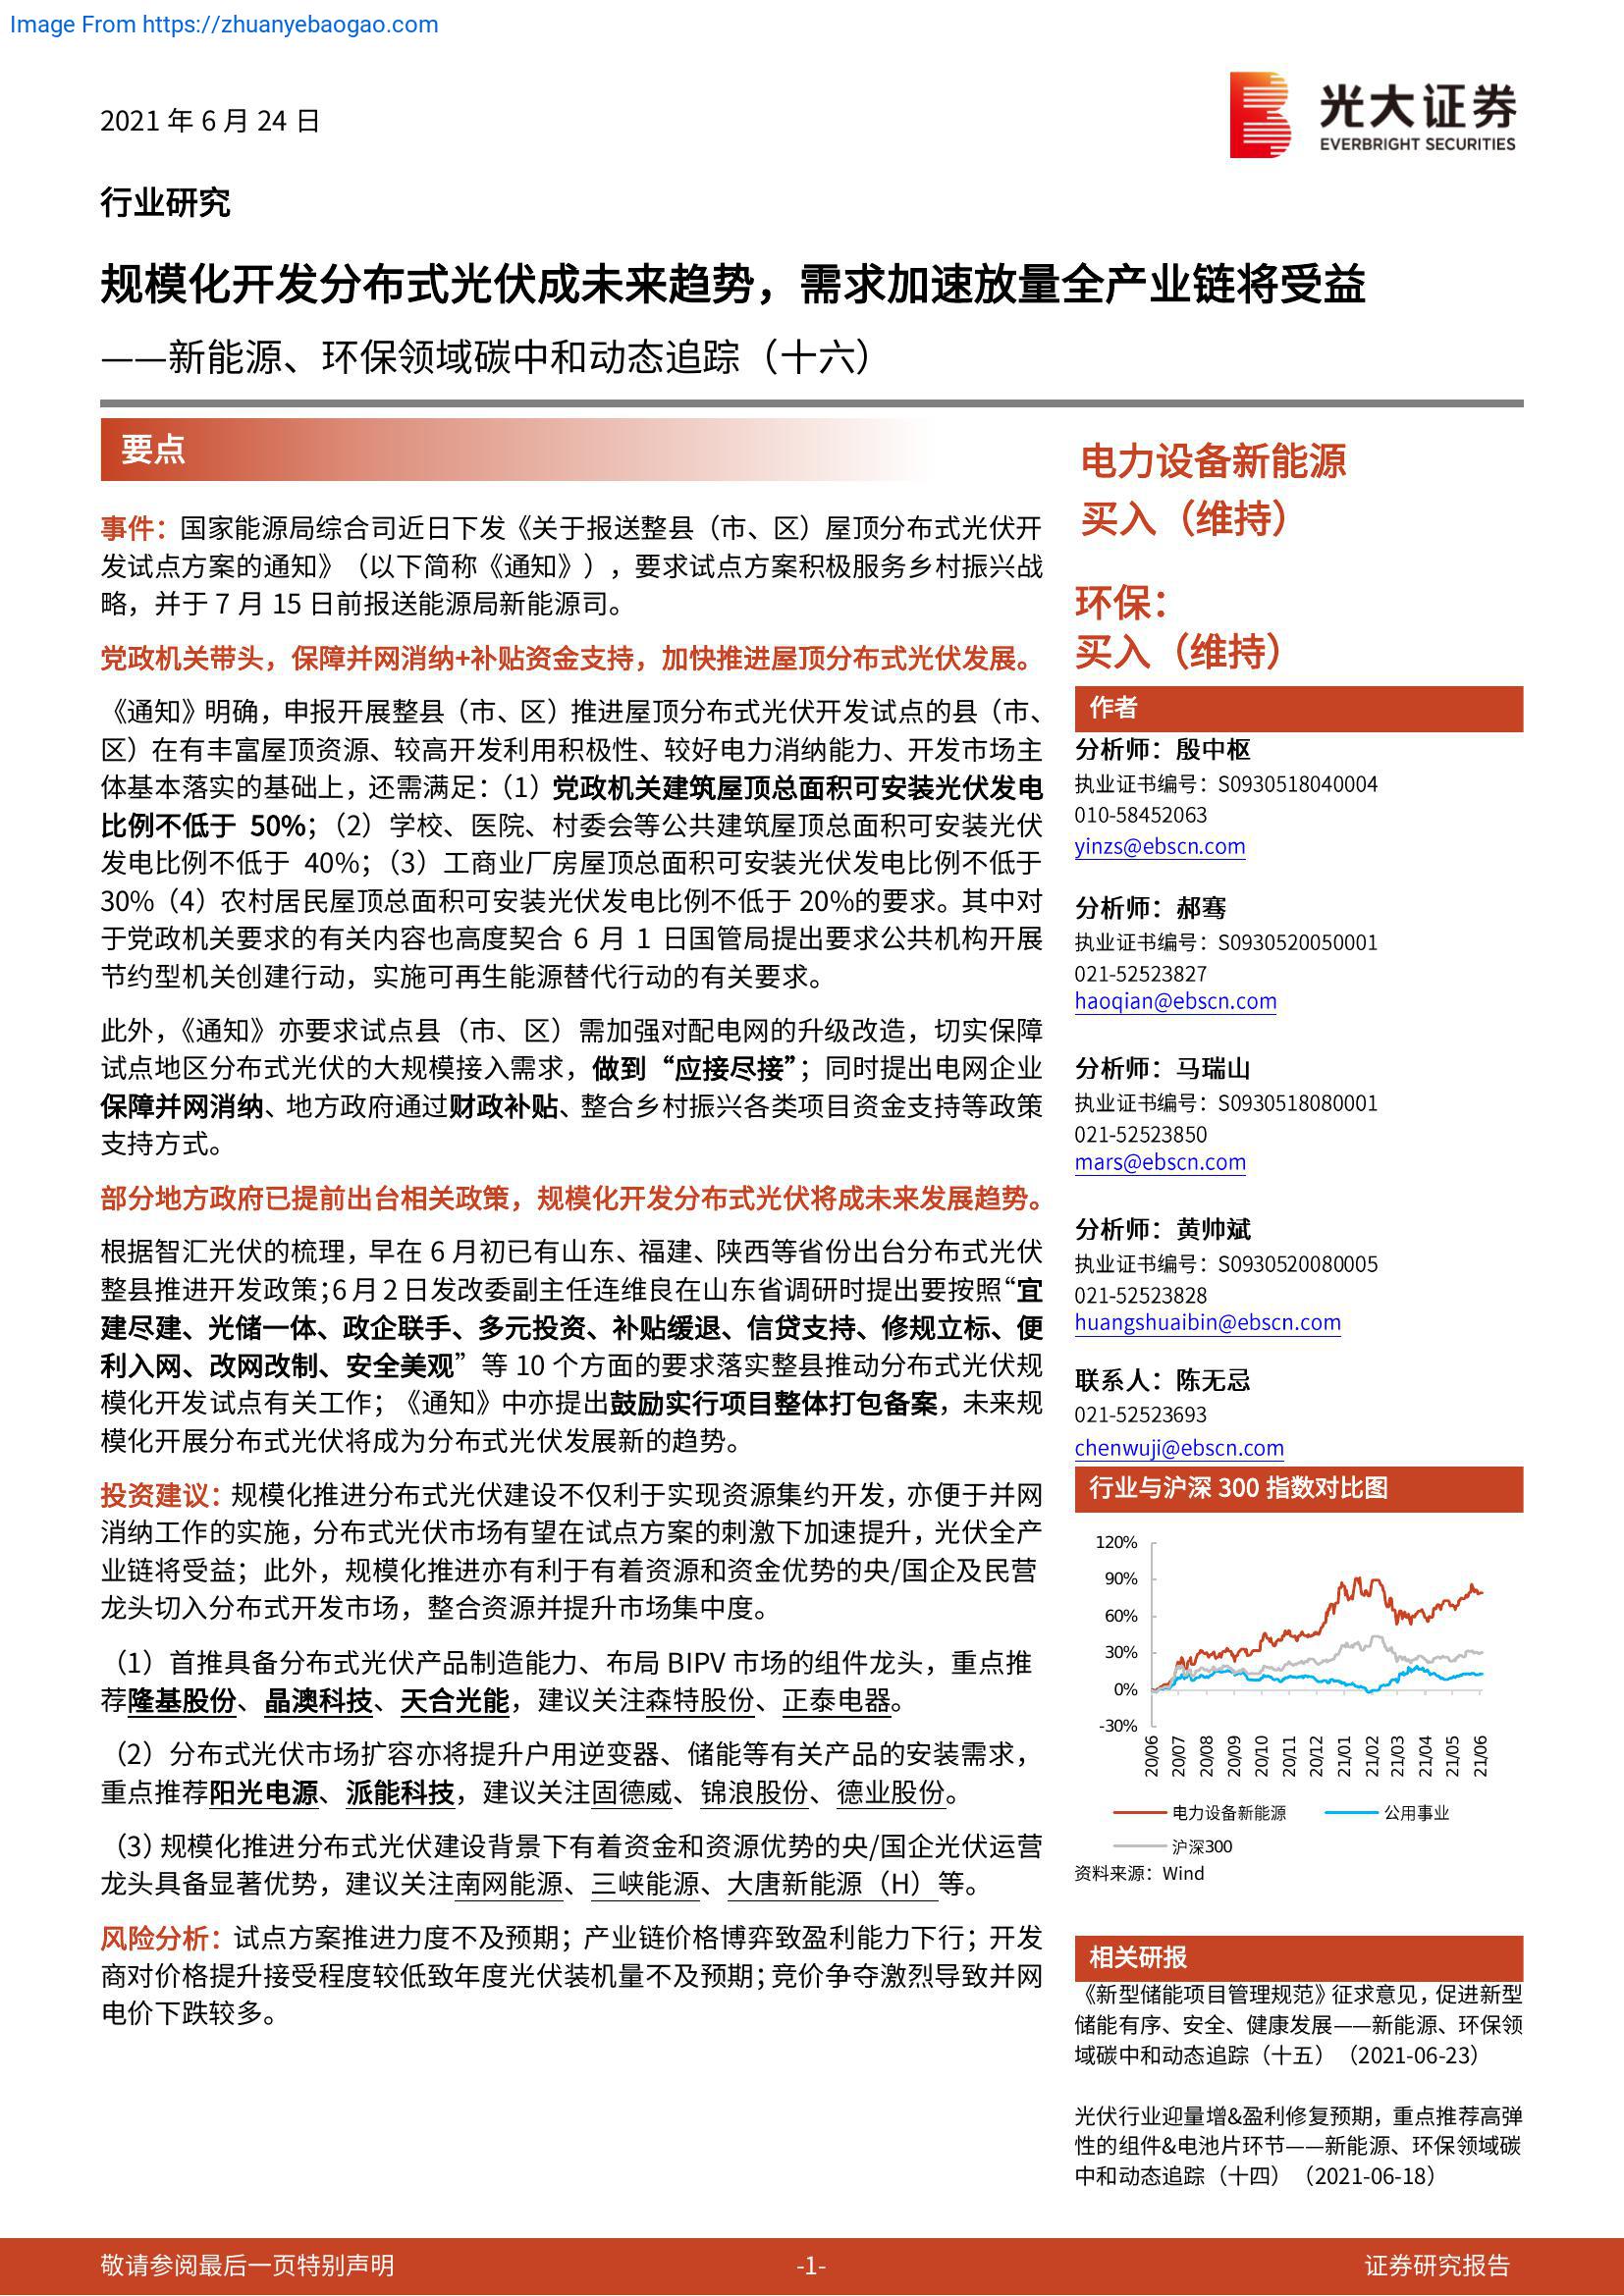 Image From https://zhuanyebaogao.com
2021 年 6 月 24 日
光大证券
EVERBRIGHT SECURITIES
行业研究
规模化开发分布式光伏成未来趋势，需求加速放量全产业链将受益
——新能源、环保领域碳中和动态追踪（十六）
要点
事件：国家能源局综合司近日下发《关于报送整县（市、区）屋顶分布式光伏开
发试点方案的通知》（以下简称《通知》），要求试点方案积极服务乡村振兴战
略，并于 7 月 15 日前报送能源局新能源司。
党政机关带头，保障并网消纳+补贴资金支持，加快推进屋顶分布式光伏发展。
《通知》明确，申报开展整县（市、区）推进屋顶分布式光伏开发试点的县（市、
区）在有丰富屋顶资源、较高开发利用积极性、较好电力消纳能力、开发市场主
体基本落实的基础上，还需满足：（1）党政机关建筑屋顶总面积可安装光伏发电
比例不低于 50%；（2）学校、医院、村委会等公共建筑屋顶总面积可安装光伏
发电比例不低于 40%；（3）工商业厂房屋顶总面积可安装光伏发电比例不低于
30%（4）农村居民屋顶总面积可安装光伏发电比例不低于 20%的要求。其中对
于党政机关要求的有关内容也高度契合 6 月 1 日国管局提出要求公共机构开展
节约型机关创建行动，实施可再生能源替代行动的有关要求。
此外，《通知》亦要求试点县（市、区）需加强对配电网的升级改造，切实保障
试点地区分布式光伏的大规模接入需求，做到“应接尽接”；同时提出电网企业
保障并网消纳、地方政府通过财政补贴、整合乡村振兴各类项目资金支持等政策
支持方式。
部分地方政府已提前出台相关政策，规模化开发分布式光伏将成未来发展趋势。
根据智汇光伏的梳理，早在 6 月初已有山东、福建、陕西等省份出台分布式光伏
整县推进开发政策；6 月 2 日发改委副主任连维良在山东省调研时提出要按照“宜
建尽建、光储一体、政企联手、多元投资、补贴缓退、信贷支持、修规立标、便
利入网、改网改制、安全美观”等 10 个方面的要求落实整县推动分布式光伏规
模化开发试点有关工作；《通知》中亦提出鼓励实行项目整体打包备案，未来规
模化开展分布式光伏将成为分布式光伏发展新的趋势。
投资建议：规模化推进分布式光伏建设不仅利于实现资源集约开发，亦便于并网
消纳工作的实施，分布式光伏市场有望在试点方案的刺激下加速提升，光伏全产
业链将受益；此外，规模化推进亦有利于有着资源和资金优势的央/国企及民营
龙头切入分布式开发市场，整合资源并提升市场集中度。
（1）首推具备分布式光伏产品制造能力、布局 BIPV 市场的组件龙头，重点推
荐隆基股份、晶澳科技、天合光能，建议关注森特股份、正泰电器。
（2）分布式光伏市场扩容亦将提升户用逆变器、储能等有关产品的安装需求，
重点推荐阳光电源、派能科技，建议关注固德威、锦浪股份、德业股份。
（3）规模化推进分布式光伏建设背景下有着资金和资源优势的央/国企光伏运营
龙头具备显著优势，建议关注南网能源、三峡能源、大唐新能源（H）等。
风险分析：试点方案推进力度不及预期；产业链价格博弈致盈利能力下行；开发
商对价格提升接受程度较低致年度光伏装机量不及预期；竞价争夺激烈导致并网
电价下跌较多。
电力设备新能源
买入（维持）
环保：
买入（维持）
作者
分析师：殷中枢
执业证书编号：S0930518040004
010-58452063
yinzs@ebscn.com
分析师：郝骞
执业证书编号：S0930520050001
021-52523827
haoqian@ebscn.com
分析师：马瑞山
执业证书编号：S0930518080001
021-52523850
mars@ebscn.com
分析师：黄帅斌
执业证书编号：S0930520080005
021-52523828
huangshuaibin@ebscn.com
联系人：陈无忌
021-52523693
chenwuji@ebscn.com
行业与沪深 300 指数对比图
120%
90%
60%
30%
0%
-30%
20/06 20/07 20/08 20/09 20/10 20/11 20/12 21/01 21/02 21/03 21/04 21/05 21/06
电力设备新能源 公用事业
沪深300
资料来源：Wind
相关研报
《新型储能项目管理规范》征求意见，促进新型
储能有序、安全、健康发展——新能源、环保领
域碳中和动态追踪（十五）（2021-06-23）
光伏行业迎量增&盈利修复预期，重点推荐高弹
性的组件&电池片环节——新能源、环保领域碳
中和动态追踪（十四）（2021-06-18）
敬请参阅最后一页特别声明 -1- 证券研究报告